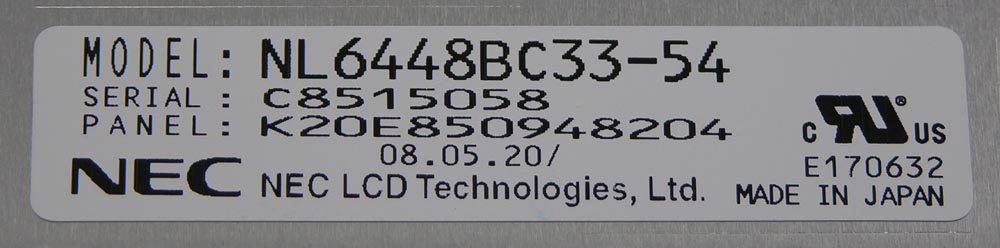 MODEL: NL6448BC33-54
SERIAL: C8515058
PANEL: K20E850948204
08.05.20/
NEC NEC LCD Technologies, Ltd.
C RU® US
E170632
MADE IN JAPAN